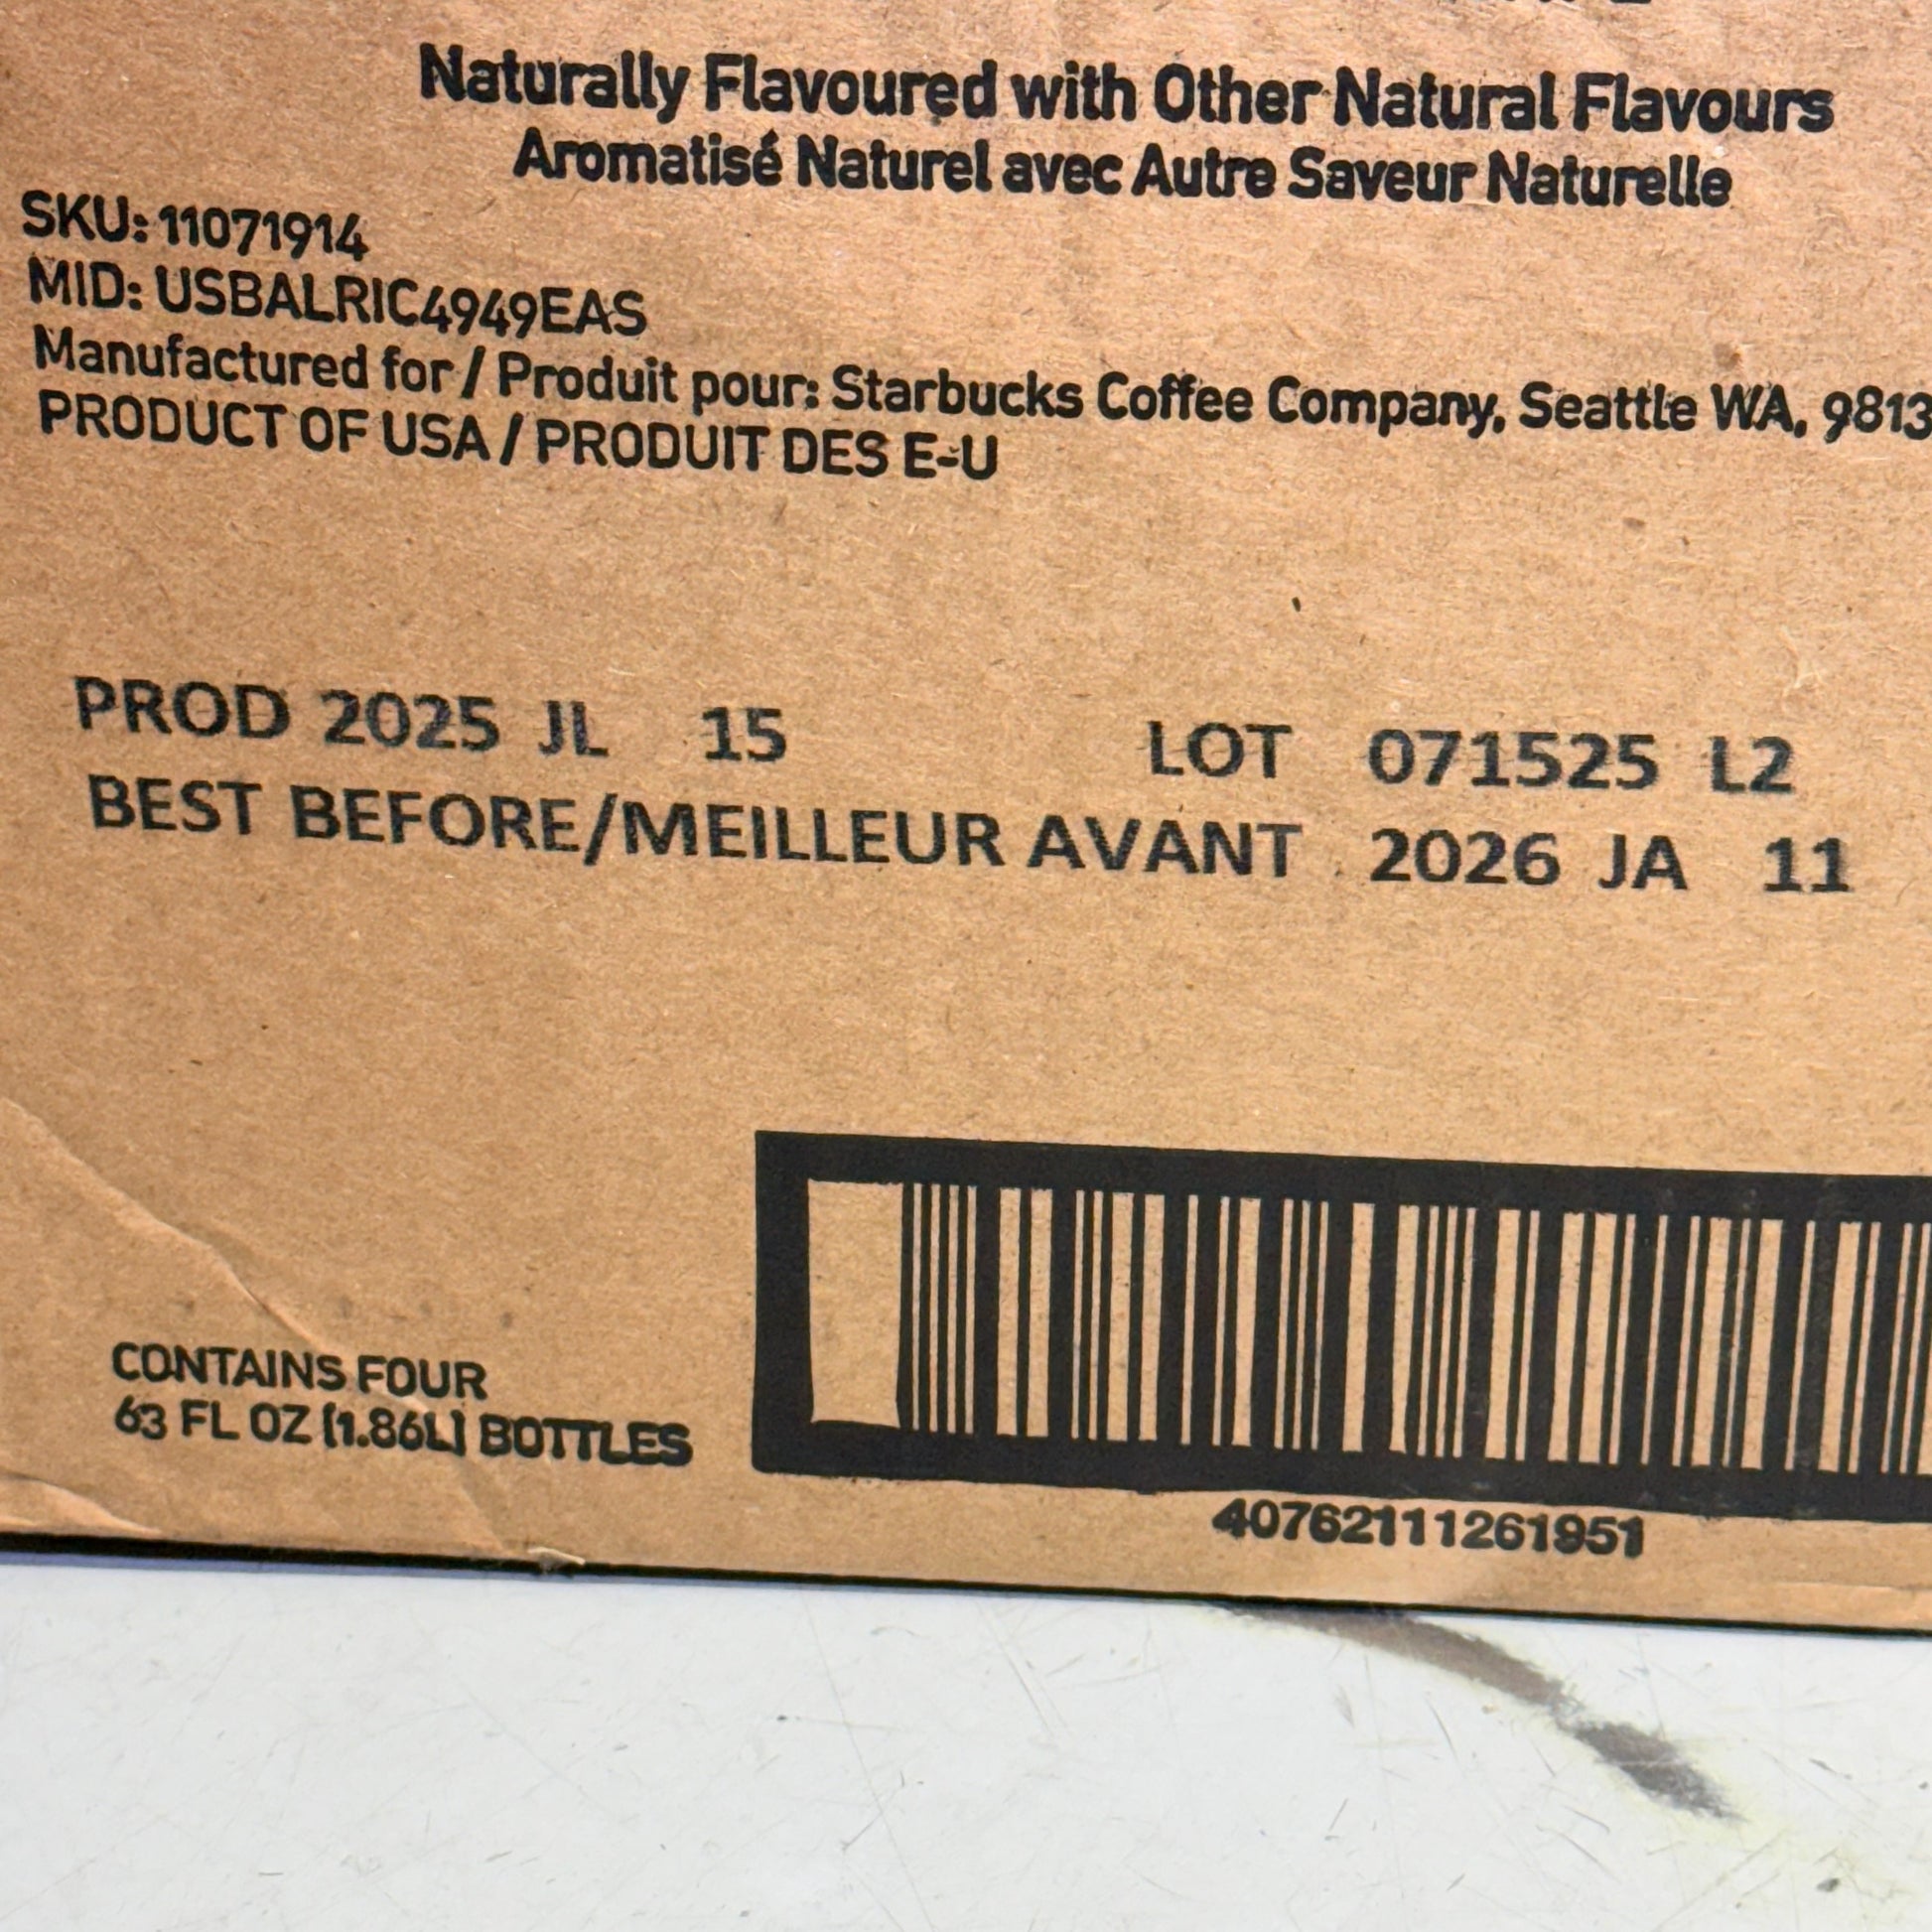 Naturally Flavoured with Other Natural Flavours
Aromatisé Naturel avec Autre Saveur Naturelle
SKU: 11071914
MID: USBALRIC4949EAS
Manufactured for / Produit pour: Starbucks Coffee Company, Seattle WA, 9813
PRODUCT OF USA / PRODUIT DES E-U
PROD 2025 JL 15 LOT 071525 L2
BEST BEFORE/MEILLEUR AVANT 2026 JA 11
CONTAINS FOUR
63 FL OZ (1.86L) BOTTLES
40762111261951